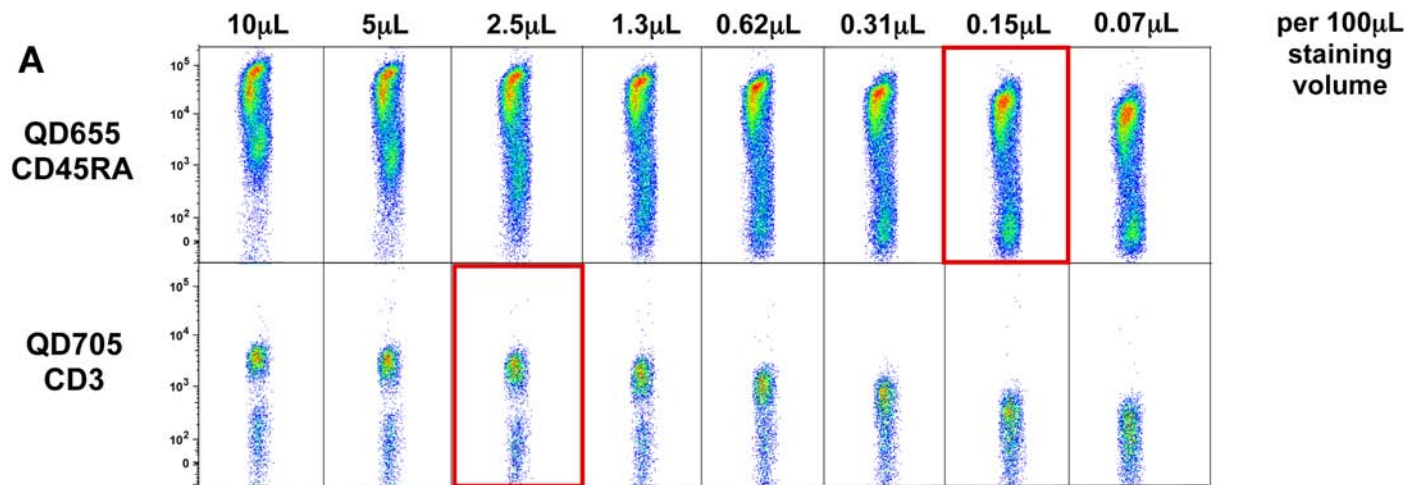 10μL 5μL 2.5μL 1.3μL 0.62μL 0.31μL 0.15μL 0.07μL
per 100μL
staining
volume
A
QD655
CD45RA
10⁵
10⁴
10³
10²
0
QD705
CD3
10⁵
10⁴
10³
10²
0